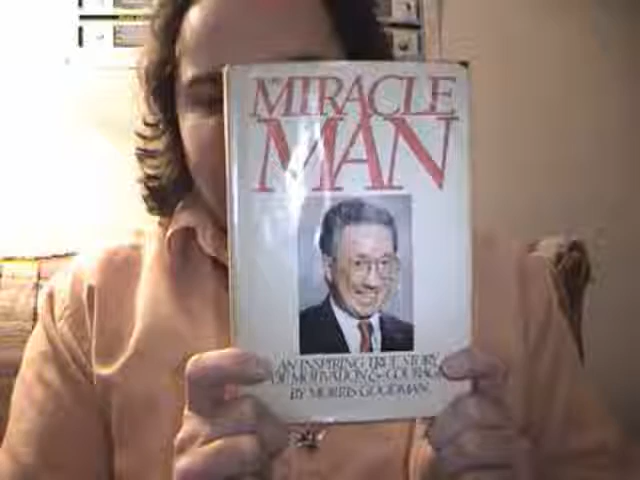 THE
MIRACLE
MAN
AN INSPIRING TRUE STORY
OF MOTIVATION & COURAGE
BY MORRIS GOODMAN